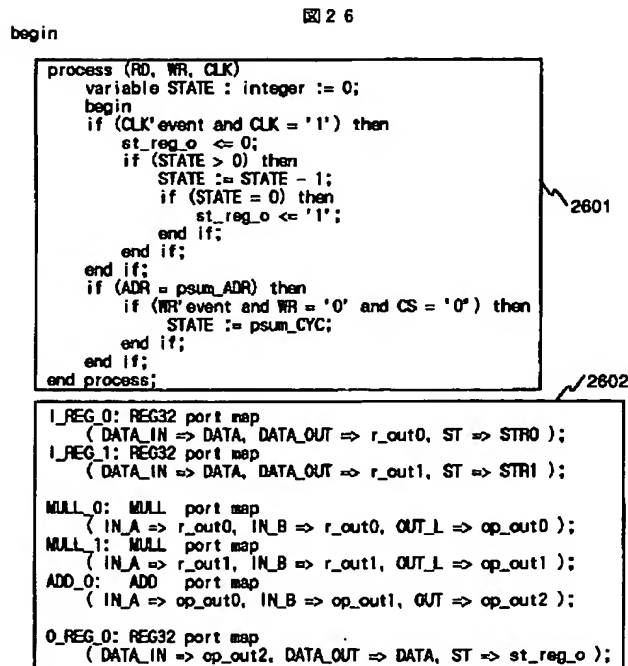 図26
begin
process (RD, WR, CLK)
variable STATE : integer := 0;
begin
if (CLK'event and CLK = '1') then
st_reg_o <= 0;
if (STATE > 0) then
STATE := STATE - 1;
if (STATE = 0) then
st_reg_o <= '1';
end if;
end if;
end if;
if (ADR = psum_ADR) then
if (WR'event and WR = '0' and CS = '0') then
STATE := psum_CYC;
end if;
end if;
end process;
2601
2602
I_REG_0: REG32 port map
( DATA_IN => DATA, DATA_OUT => r_out0, ST => STR0 );
I_REG_1: REG32 port map
( DATA_IN => DATA, DATA_OUT => r_out1, ST => STR1 );
MULL_0: MULL port map
( IN_A => r_out0, IN_B => r_out0, OUT_L => op_out0 );
MULL_1: MULL port map
( IN_A => r_out1, IN_B => r_out1, OUT_L => op_out1 );
ADD_0: ADD port map
( IN_A => op_out0, IN_B => op_out1, OUT => op_out2 );
O_REG_0: REG32 port map
( DATA_IN => op_out2, DATA_OUT => DATA, ST => st_reg_o );